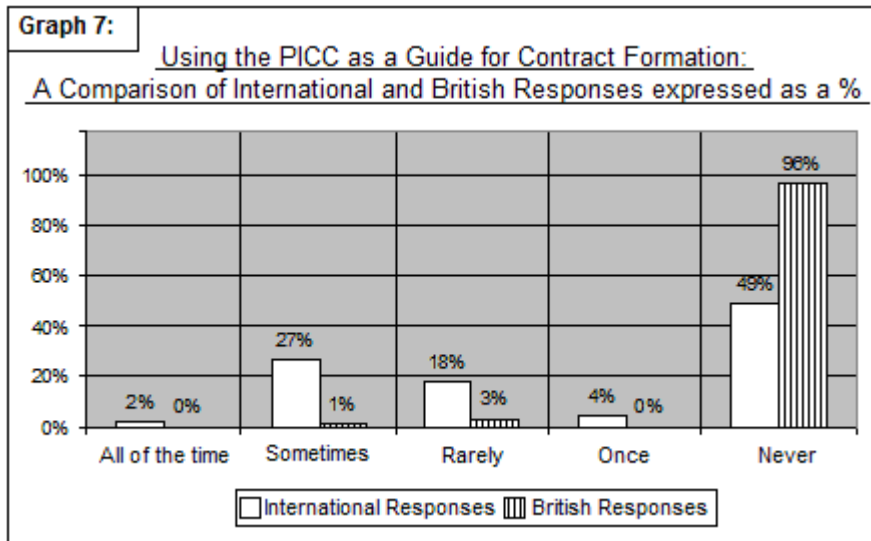 Graph 7:
Using the PICC as a Guide for Contract Formation:
A Comparison of International and British Responses expressed as a %
100%
80%
60%
40%
20%
0%
2% 0%
27% 1%
18% 3%
4% 0%
49% 96%
All of the time Sometimes Rarely Once Never
International Responses British Responses